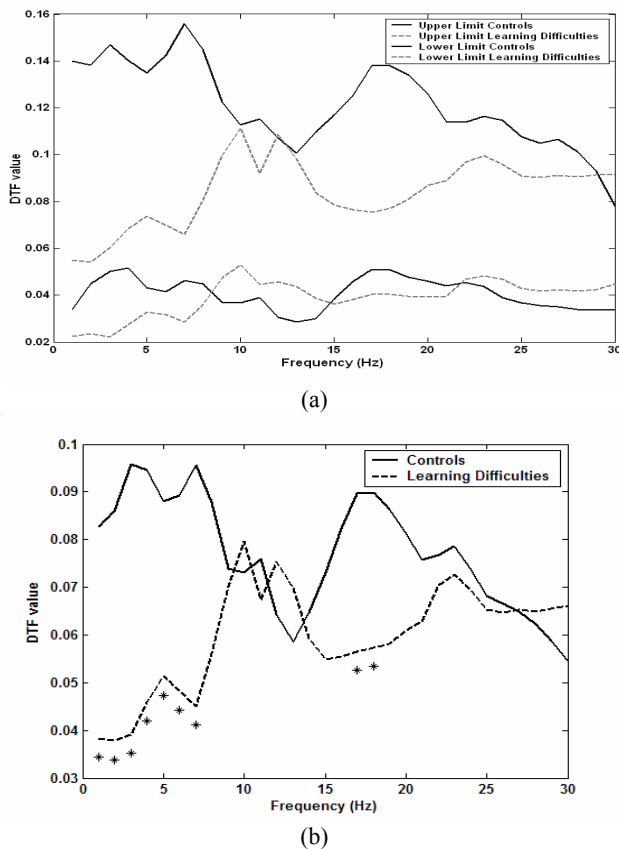 0.16
0.14
0.12
0.1
0.08
0.06
0.04
0.02
DTF value
Upper Limit Controls
Upper Limit Learning Difficulties
Lower Limit Controls
Lower Limit Learning Difficulties
0 5 10 15 20 25 30
Frequency (Hz)
(a)
0.1
0.09
0.08
0.07
0.06
0.05
0.04
0.03
DTF value
Controls
Learning Difficulties
0 5 10 15 20 25 30
Frequency (Hz)
(b)